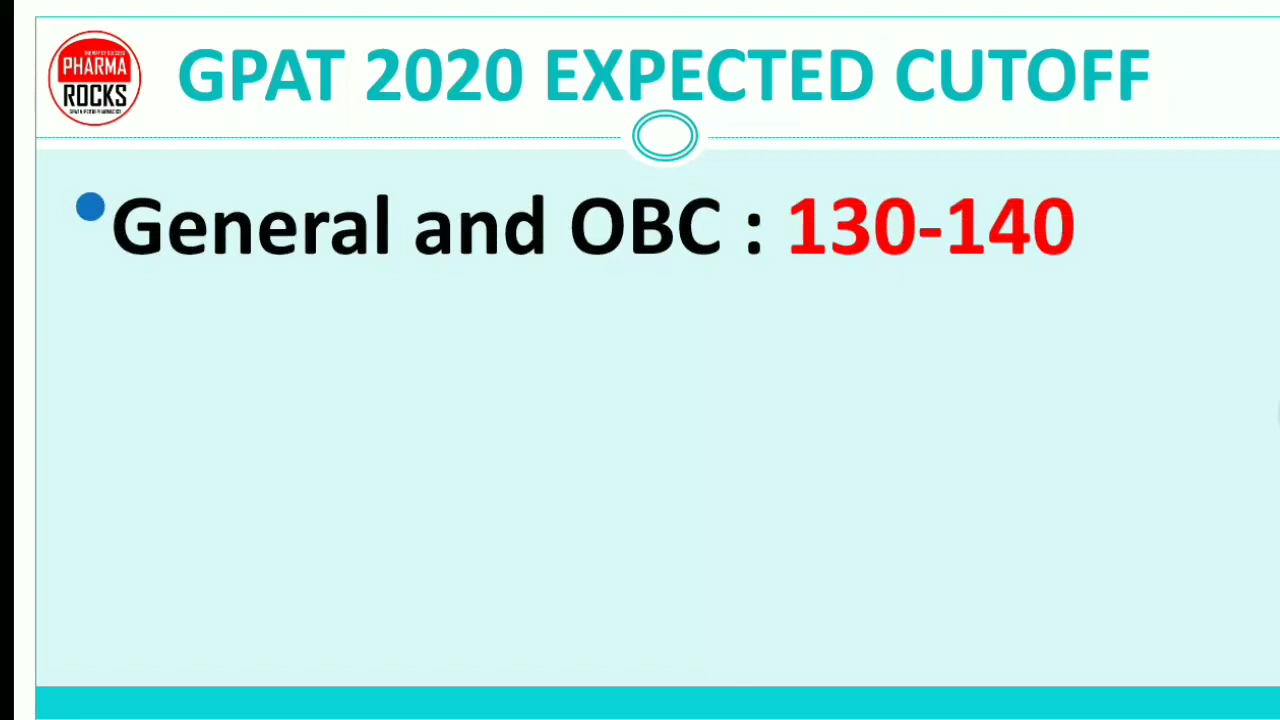 PHARMA
ROCKS
GPAT 2020 EXPECTED CUTOFF
General and OBC : 130-140